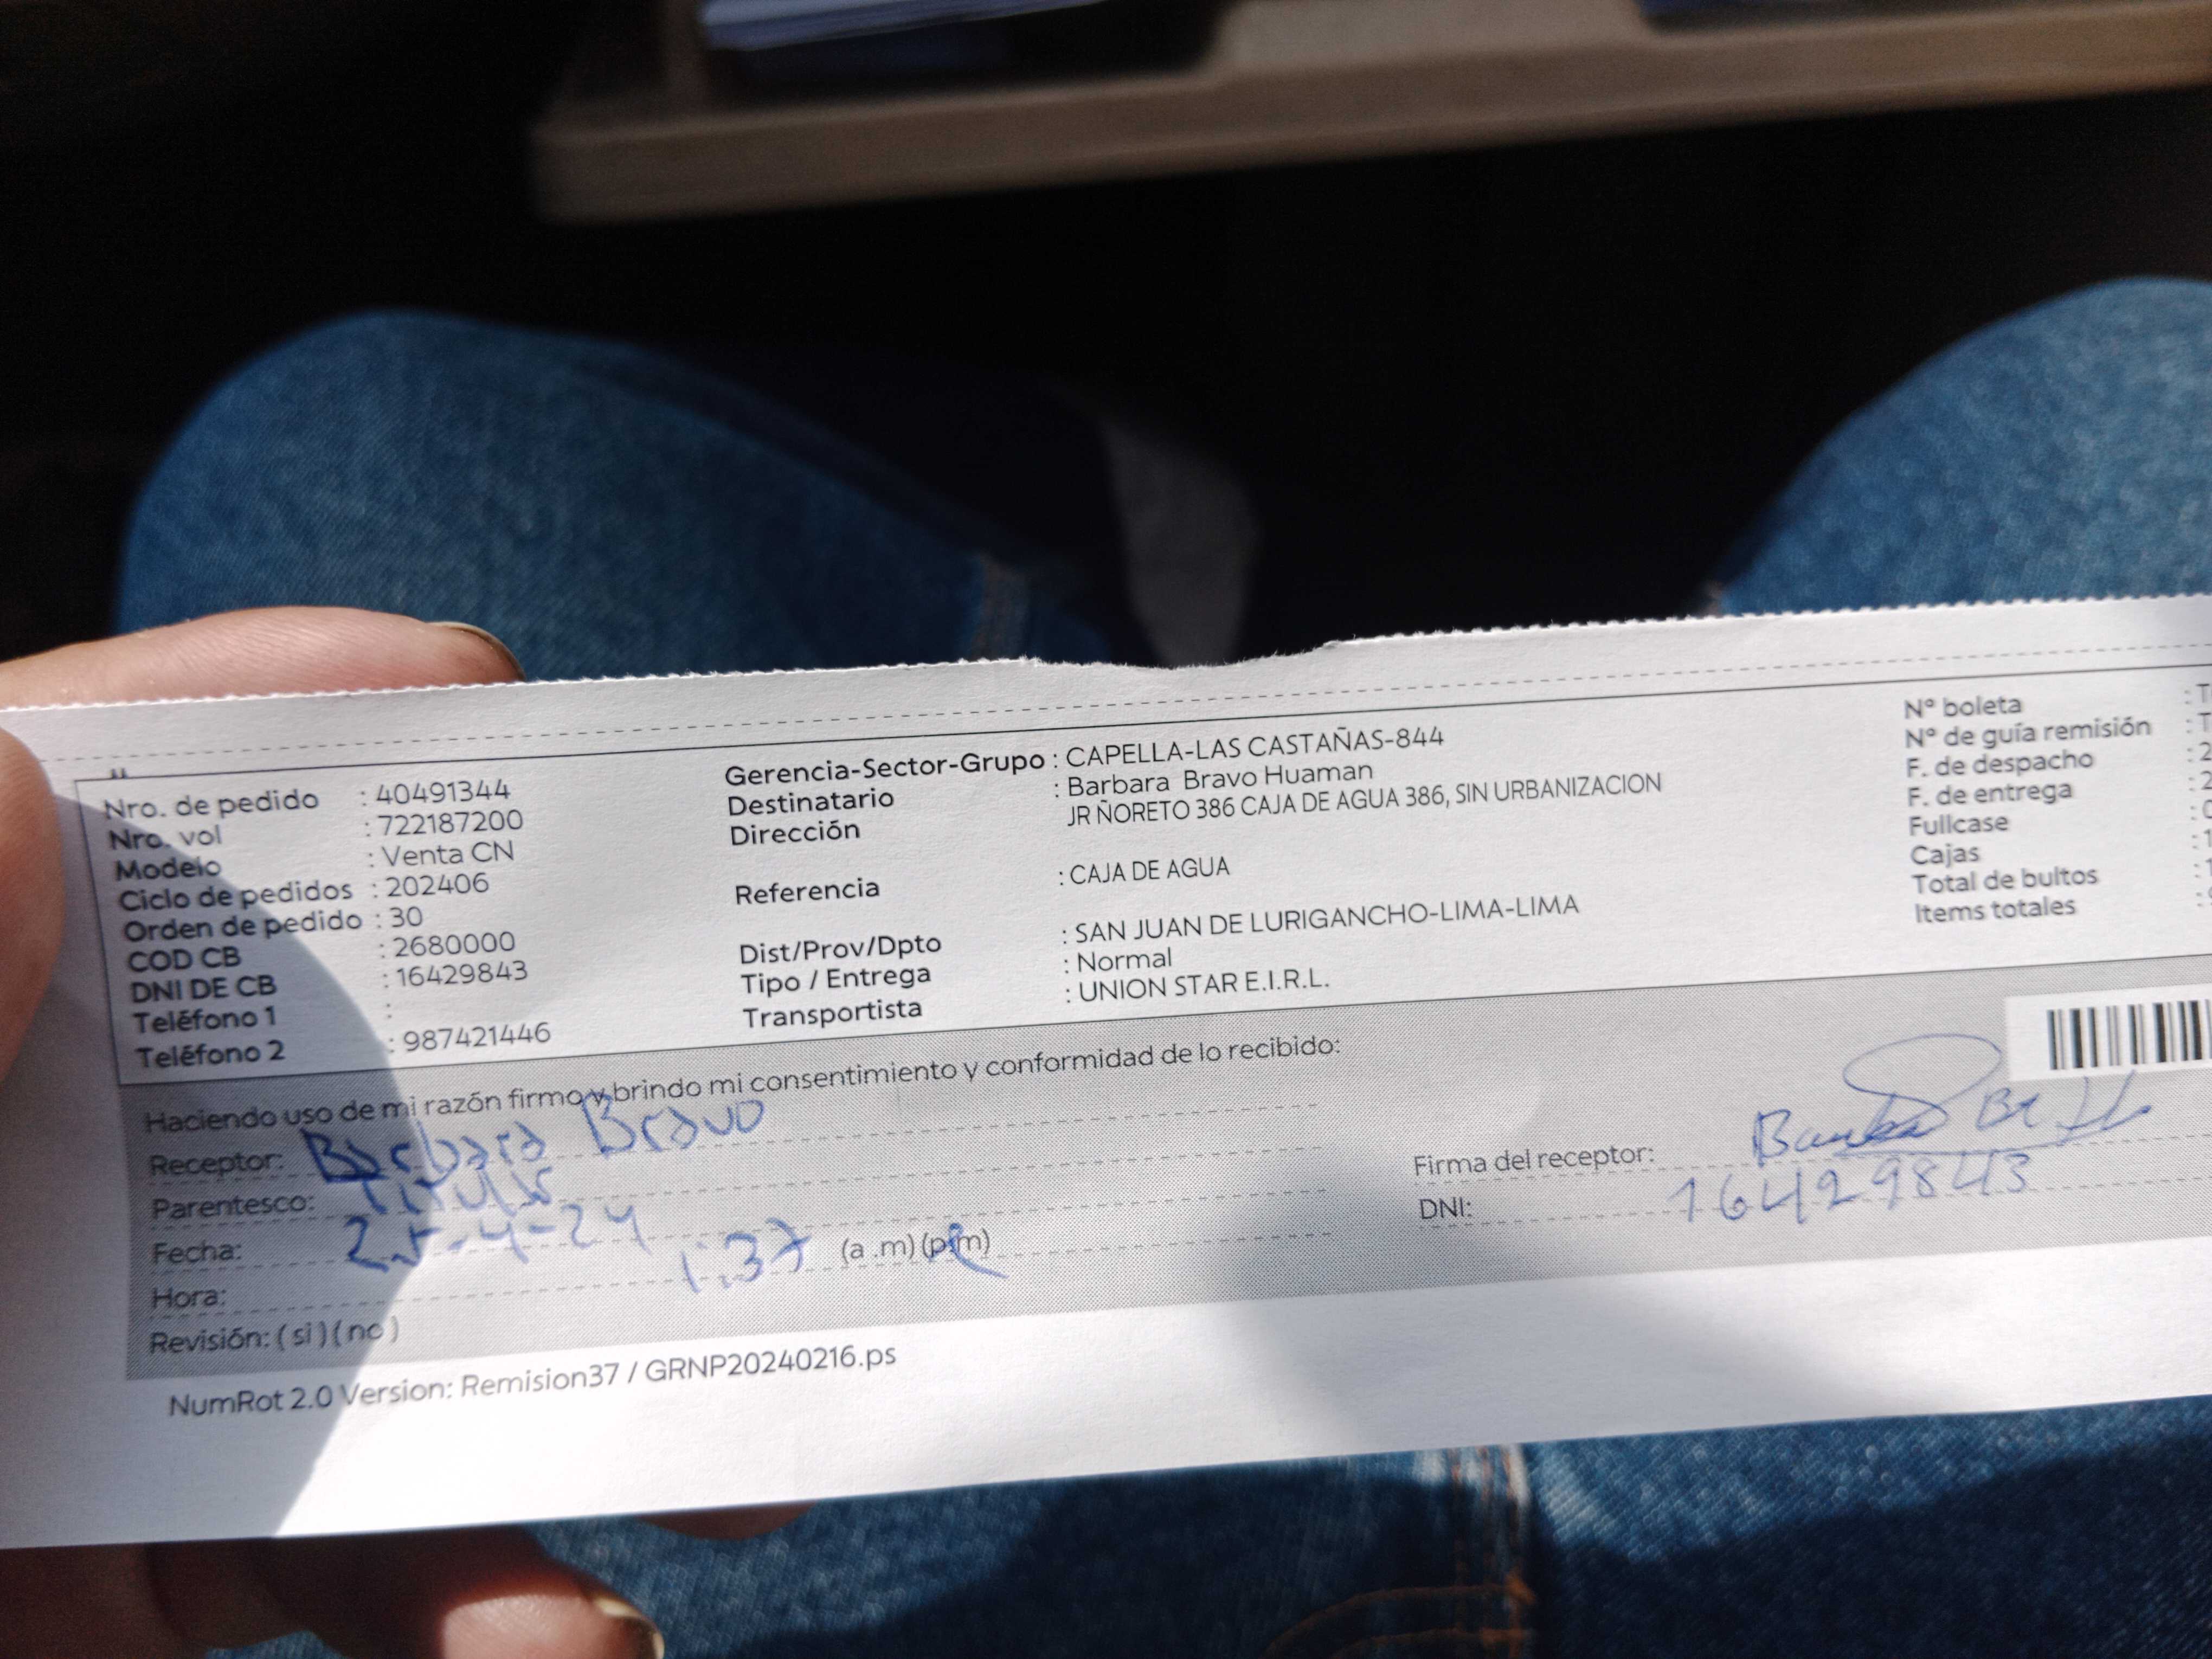 Nro. de pedido : 40491344
Nro. vol : 722187200
Modelo : Venta CN
Ciclo de pedidos : 202406
Orden de pedido : 30
COD CB : 2680000
DNI DE CB : 16429843
Teléfono 1 :
Teléfono 2 : 987421446
Gerencia-Sector-Grupo : CAPELLA-LAS CASTAÑAS-844
Destinatario : Barbara Bravo Huaman
Dirección JR ÑORETO 386 CAJA DE AGUA 386, SIN URBANIZACION
Referencia : CAJA DE AGUA
Dist/Prov/Dpto : SAN JUAN DE LURIGANCHO-LIMA-LIMA
Tipo / Entrega : Normal
Transportista : UNION STAR E.I.R.L.
N° boleta : T
N° de guía remisión : T
F. de despacho : 2
F. de entrega : 2
Fullcase : 0
Cajas : 1
Total de bultos : 1
Items totales :
Haciendo uso de mi razón firmo y brindo mi consentimiento y conformidad de lo recibido:
Receptor: Barbara Bravo
Parentesco: Titular
Fecha: 25-4-24
Hora: 1:37 (a .m) (p.m)
Revisión: ( si ) ( no )
Firma del receptor:
DNI: 16429843
NumRot 2.0 Version: Remision37 / GRNP20240216.ps